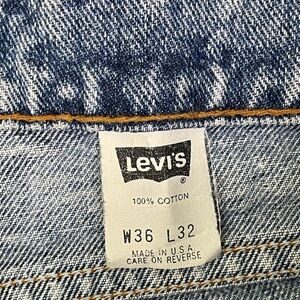 Levi's
®
100% COTTON
W36 L32
MADE IN U.S.A.
CARE ON REVERSE